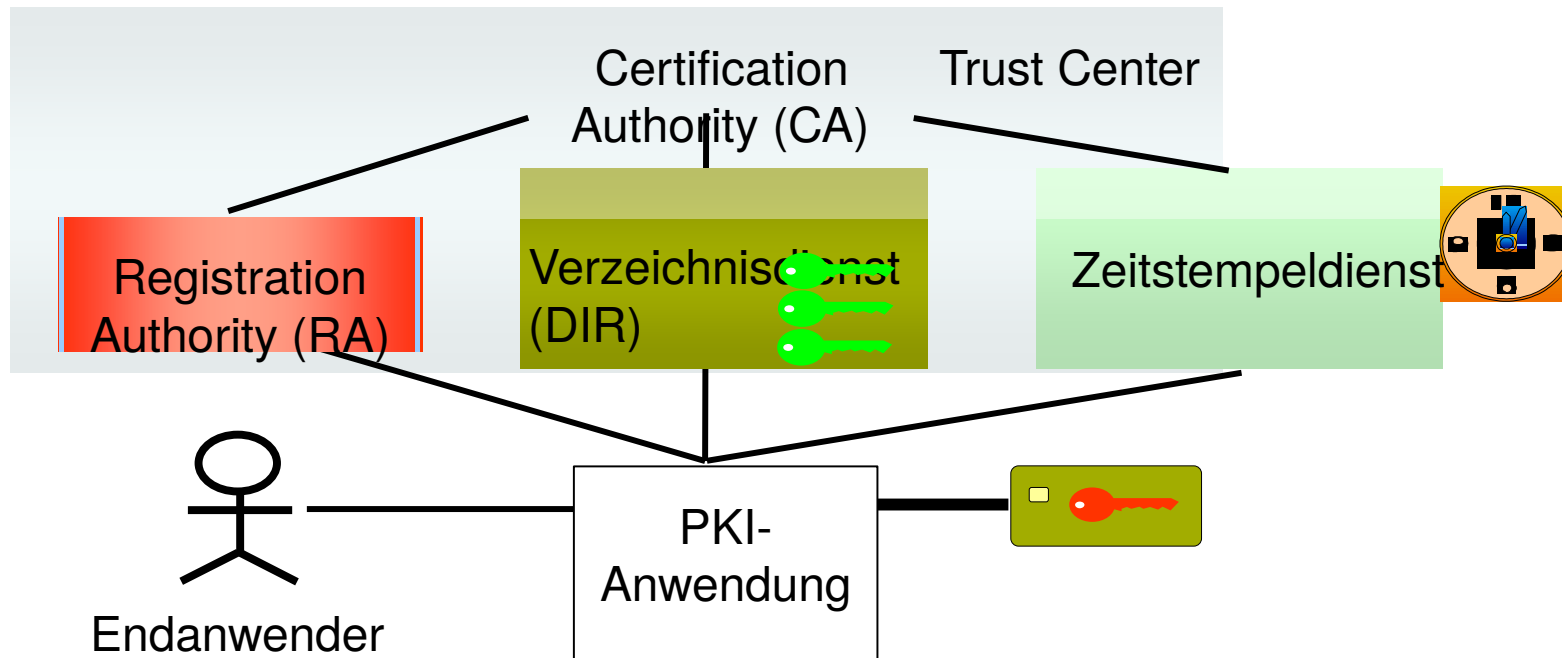 Certification
Authority (CA)
Trust Center
Registration
Authority (RA)
Verzeichnisdienst
(DIR)
Zeitstempeldienst
PKI-
Anwendung
Endanwender